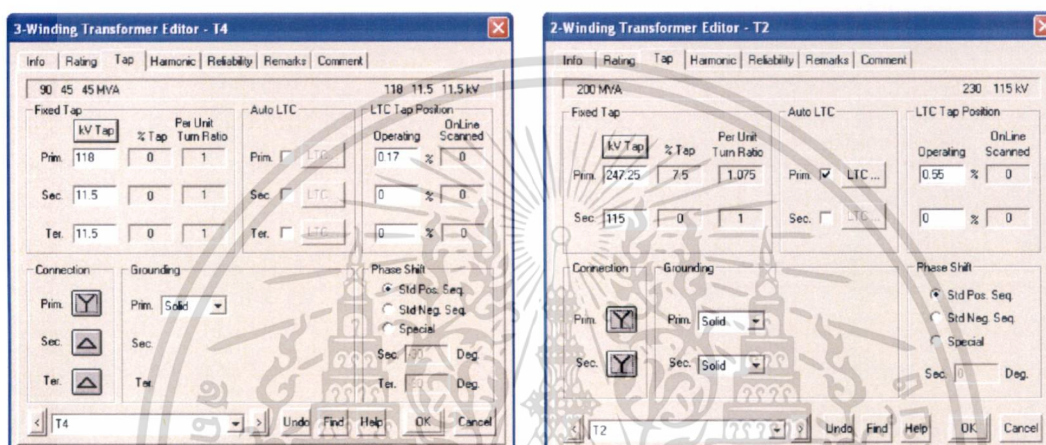 3-Winding Transformer Editor - T4
Info Rating Tap Harmonic Reliability Remarks Comment
90 45 45 MVA 118 11.5 11.5 kV
Fixed Tap Auto LTC LTC Tap Position
kV Tap % Tap Per Unit Turn Ratio Operating OnLine Scanned
Prim. 118 0 1 Prim. LTC... 0.17 % 0
Sec. 11.5 0 1 Sec. LTC... 0 % 0
Ter. 11.5 0 1 Ter. LTC... 0 % 0
Connection Grounding Phase Shift
Std Pos. Seq.
Prim. Prim. Solid Std Neg. Seq.
Special
Sec. Sec. Sec. Deg.
Ter. Ter. Ter. Deg.
T4 Undo Find Help OK Cancel
2-Winding Transformer Editor - T2
Info Rating Tap Harmonic Reliability Remarks Comment
200 MVA 230 115 kV
Fixed Tap Auto LTC LTC Tap Position
kV Tap % Tap Per Unit Turn Ratio Operating OnLine Scanned
Prim. 247.25 7.5 1.075 Prim. LTC... 0.55 % 0
Sec. 115 0 1 Sec. LTC... 0 % 0
Connection Grounding Phase Shift
Std Pos. Seq.
Prim. Prim. Solid Std Neg. Seq.
Special
Sec. Sec. Solid Sec. 0 Deg.
T2 Undo Find Help OK Cancel